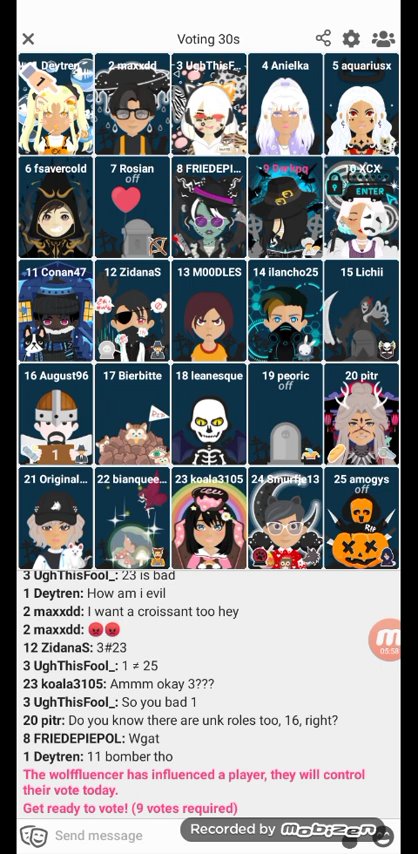 Voting 30s
1 Deytren
2 maxxdd
3 UghThisF...
4 Anielka
5 aquariusx
6 fsavercold
7 Rosian
off
8 FRIEDEPI...
9 Darkpq
10 XCX
ENTER
11 Conan47
12 ZidanaS
13 M00DLES
14 ilancho25
15 Lichii
16 August96
1
17 Bierbitte
18 leanesque
19 peoric
off
20 pitr
21 Original...
22 bianquee...
23 koala3105
24 Smurfje13
25 amogys
off
RIP
3 UghThisFool_: 23 is bad
1 Deytren: How am i evil
2 maxxdd: I want a croissant too hey
2 maxxdd: 😡😡
12 ZidanaS: 3#23
3 UghThisFool_: 1 ≠ 25
23 koala3105: Ammm okay 3???
3 UghThisFool_: So you bad 1
20 pitr: Do you know there are unk roles too, 16, right?
8 FRIEDEPIEPOL: Wgat
1 Deytren: 11 bomber tho
The wolffluencer has influenced a player, they will control
their vote today.
Get ready to vote! (9 votes required)
05:58
Send message
Recorded by mobizen